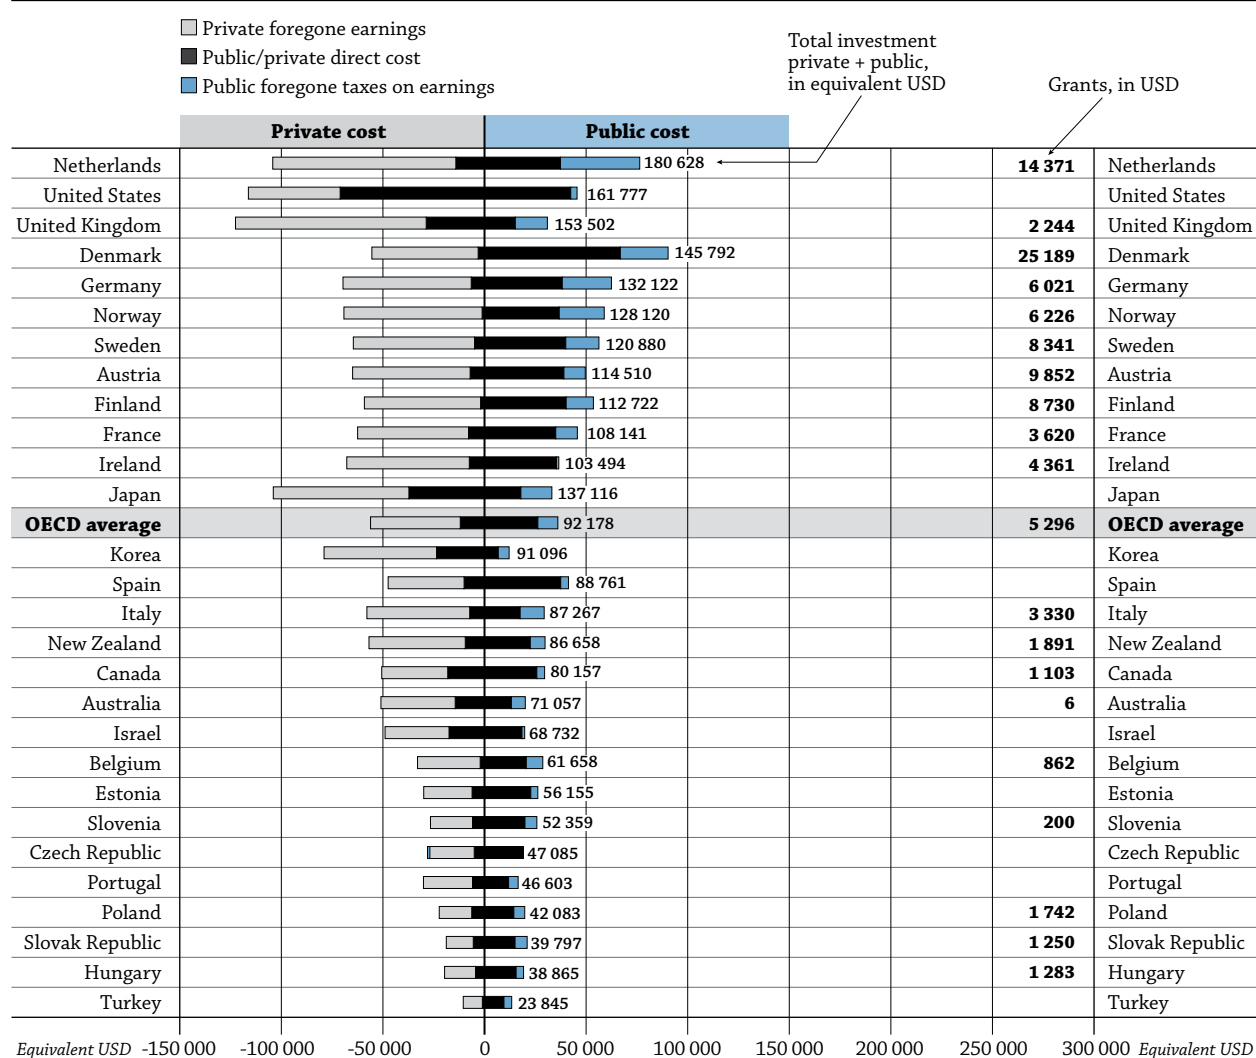 Private foregone earnings
Public/private direct cost
Public foregone taxes on earnings
Total investment
private + public,
in equivalent USD
Grants, in USD
Private cost Public cost
Netherlands 180 628 14 371 Netherlands
United States 161 777 United States
United Kingdom 153 502 2 244 United Kingdom
Denmark 145 792 25 189 Denmark
Germany 132 122 6 021 Germany
Norway 128 120 6 226 Norway
Sweden 120 880 8 341 Sweden
Austria 114 510 9 852 Austria
Finland 112 722 8 730 Finland
France 108 141 3 620 France
Ireland 103 494 4 361 Ireland
Japan 137 116 Japan
OECD average 92 178 5 296 OECD average
Korea 91 096 Korea
Spain 88 761 Spain
Italy 87 267 3 330 Italy
New Zealand 86 658 1 891 New Zealand
Canada 80 157 1 103 Canada
Australia 71 057 6 Australia
Israel 68 732 Israel
Belgium 61 658 862 Belgium
Estonia 56 155 Estonia
Slovenia 52 359 200 Slovenia
Czech Republic 47 085 Czech Republic
Portugal 46 603 Portugal
Poland 42 083 1 742 Poland
Slovak Republic 39 797 1 250 Slovak Republic
Hungary 38 865 1 283 Hungary
Turkey 23 845 Turkey
Equivalent USD -150 000 -100 000 -50 000 0 50 000 100 000 150 000 200 000 250 000 300 000 Equivalent USD